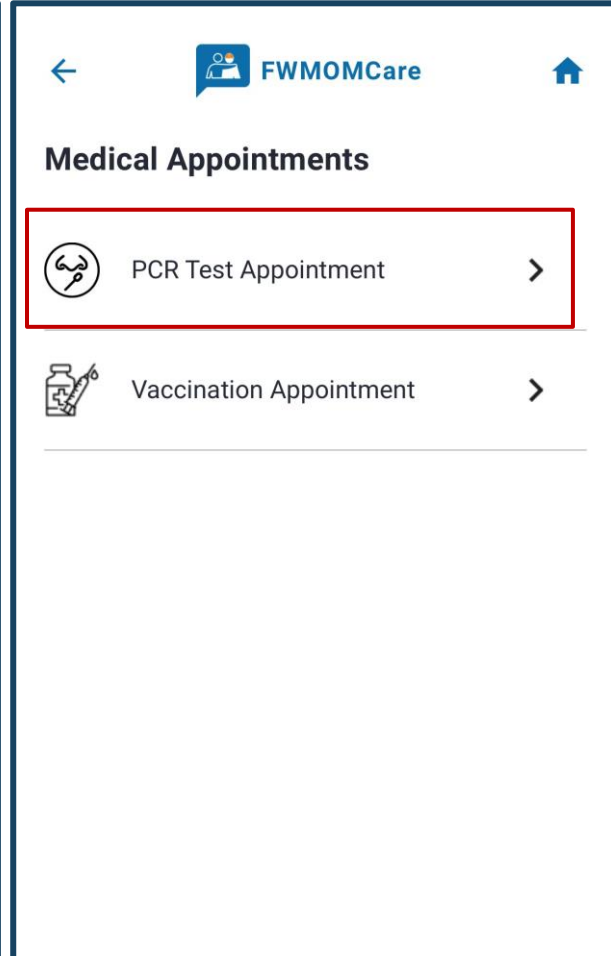 FWMOMCare
Medical Appointments
PCR Test Appointment
Vaccination Appointment